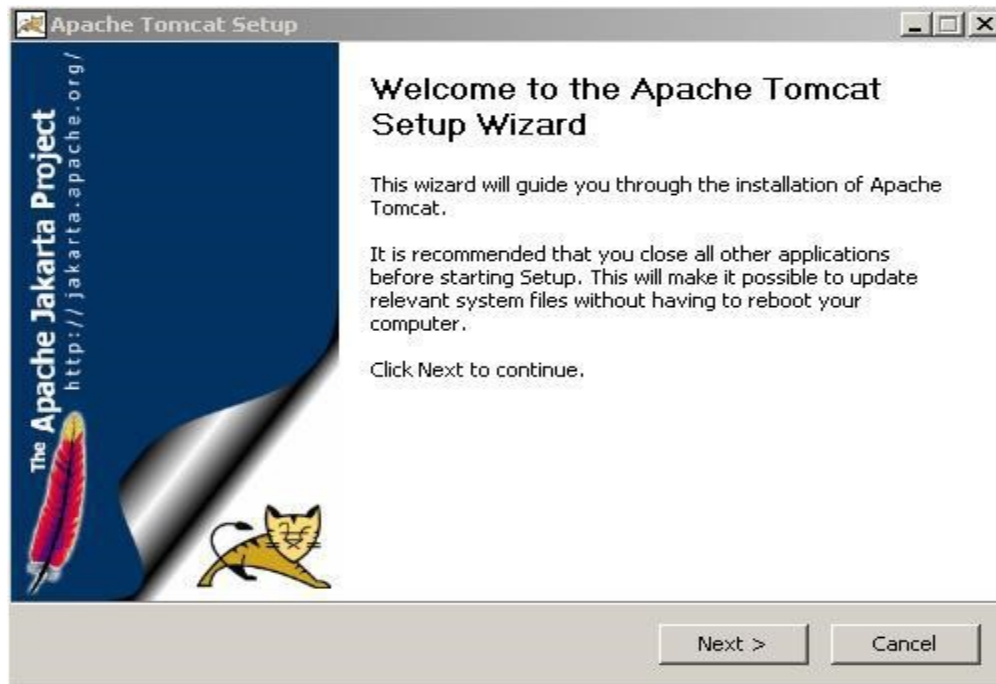 Apache Tomcat Setup
The Apache Jakarta Project
http://jakarta.apache.org/
Welcome to the Apache Tomcat
Setup Wizard
This wizard will guide you through the installation of Apache
Tomcat.
It is recommended that you close all other applications
before starting Setup. This will make it possible to update
relevant system files without having to reboot your
computer.
Click Next to continue.
Next >
Cancel